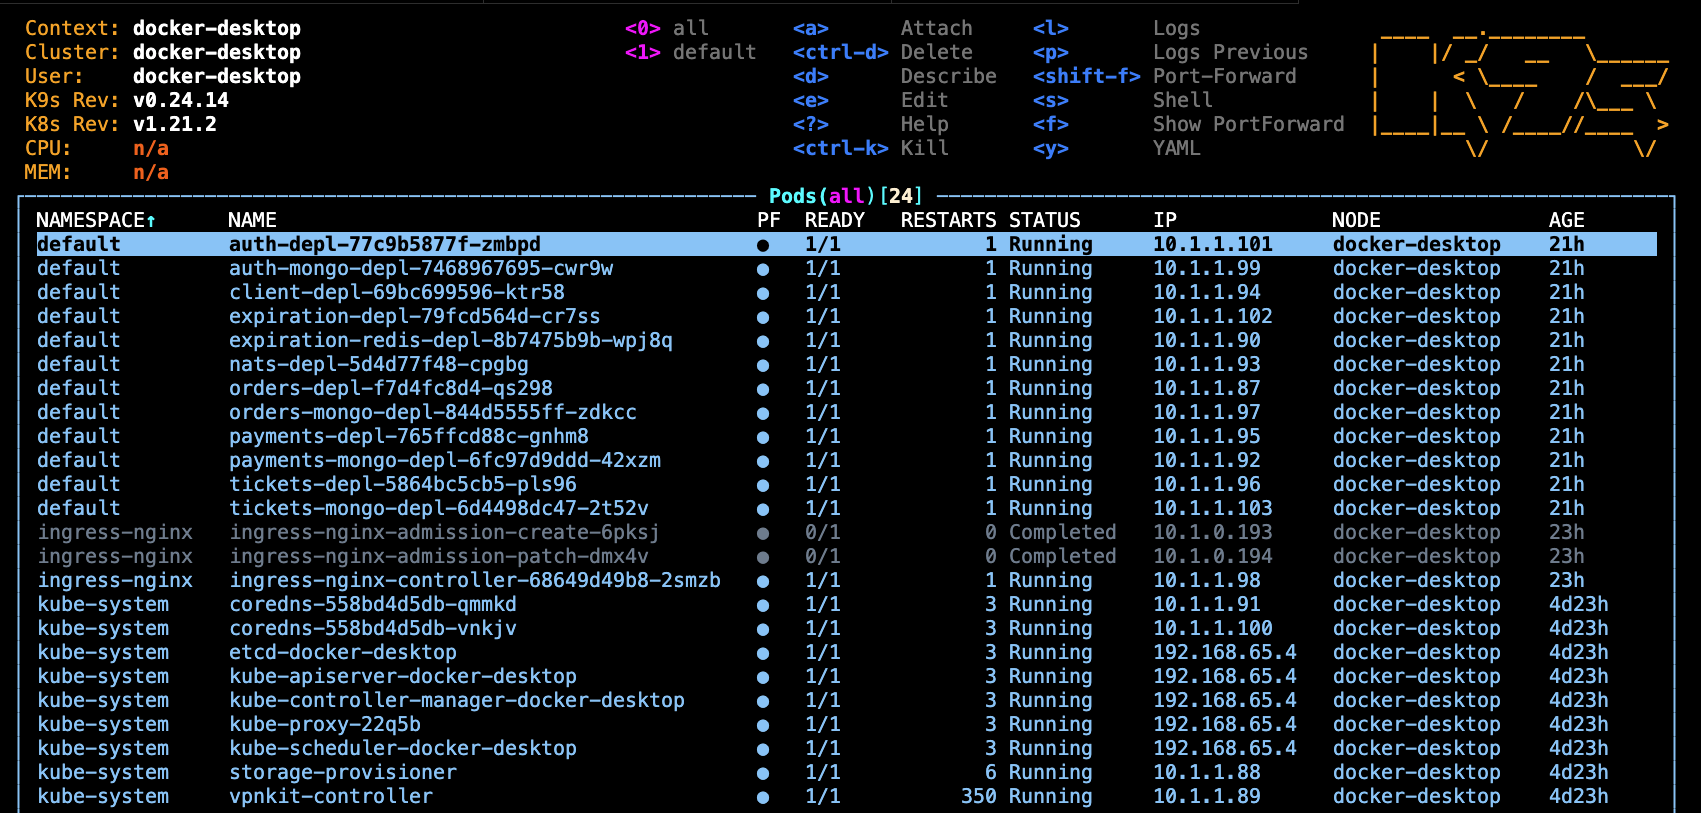 Context: docker-desktop <0> all <a> Attach <l> Logs
Cluster: docker-desktop <1> default <ctrl-d> Delete <p> Logs Previous
User: docker-desktop <d> Describe <shift-f> Port-Forward
K9s Rev: v0.24.14 <e> Edit <s> Shell
K8s Rev: v1.21.2 <?> Help <f> Show PortForward
CPU: n/a <ctrl-k> Kill <y> YAML
MEM: n/a
Pods(all)[24]
NAMESPACE↑ NAME PF READY RESTARTS STATUS IP NODE AGE
default auth-depl-77c9b5877f-zmbpd ● 1/1 1 Running 10.1.1.101 docker-desktop 21h
default auth-mongo-depl-7468967695-cwr9w ● 1/1 1 Running 10.1.1.99 docker-desktop 21h
default client-depl-69bc699596-ktr58 ● 1/1 1 Running 10.1.1.94 docker-desktop 21h
default expiration-depl-79fcd564d-cr7ss ● 1/1 1 Running 10.1.1.102 docker-desktop 21h
default expiration-redis-depl-8b7475b9b-wpj8q ● 1/1 1 Running 10.1.1.90 docker-desktop 21h
default nats-depl-5d4d77f48-cpgbg ● 1/1 1 Running 10.1.1.93 docker-desktop 21h
default orders-depl-f7d4fc8d4-qs298 ● 1/1 1 Running 10.1.1.87 docker-desktop 21h
default orders-mongo-depl-844d5555ff-zdkcc ● 1/1 1 Running 10.1.1.97 docker-desktop 21h
default payments-depl-765ffcd88c-gnhm8 ● 1/1 1 Running 10.1.1.95 docker-desktop 21h
default payments-mongo-depl-6fc97d9ddd-42xzm ● 1/1 1 Running 10.1.1.92 docker-desktop 21h
default tickets-depl-5864bc5cb5-pls96 ● 1/1 1 Running 10.1.1.96 docker-desktop 21h
default tickets-mongo-depl-6d4498dc47-2t52v ● 1/1 1 Running 10.1.1.103 docker-desktop 21h
ingress-nginx ingress-nginx-admission-create-6pksj ● 0/1 0 Completed 10.1.0.193 docker-desktop 23h
ingress-nginx ingress-nginx-admission-patch-dmx4v ● 0/1 0 Completed 10.1.0.194 docker-desktop 23h
ingress-nginx ingress-nginx-controller-68649d49b8-2smzb ● 1/1 1 Running 10.1.1.98 docker-desktop 23h
kube-system coredns-558bd4d5db-qmmkd ● 1/1 3 Running 10.1.1.91 docker-desktop 4d23h
kube-system coredns-558bd4d5db-vnkjv ● 1/1 3 Running 10.1.1.100 docker-desktop 4d23h
kube-system etcd-docker-desktop ● 1/1 3 Running 192.168.65.4 docker-desktop 4d23h
kube-system kube-apiserver-docker-desktop ● 1/1 3 Running 192.168.65.4 docker-desktop 4d23h
kube-system kube-controller-manager-docker-desktop ● 1/1 3 Running 192.168.65.4 docker-desktop 4d23h
kube-system kube-proxy-22q5b ● 1/1 3 Running 192.168.65.4 docker-desktop 4d23h
kube-system kube-scheduler-docker-desktop ● 1/1 3 Running 192.168.65.4 docker-desktop 4d23h
kube-system storage-provisioner ● 1/1 6 Running 10.1.1.88 docker-desktop 4d23h
kube-system vpnkit-controller ● 1/1 350 Running 10.1.1.89 docker-desktop 4d23h